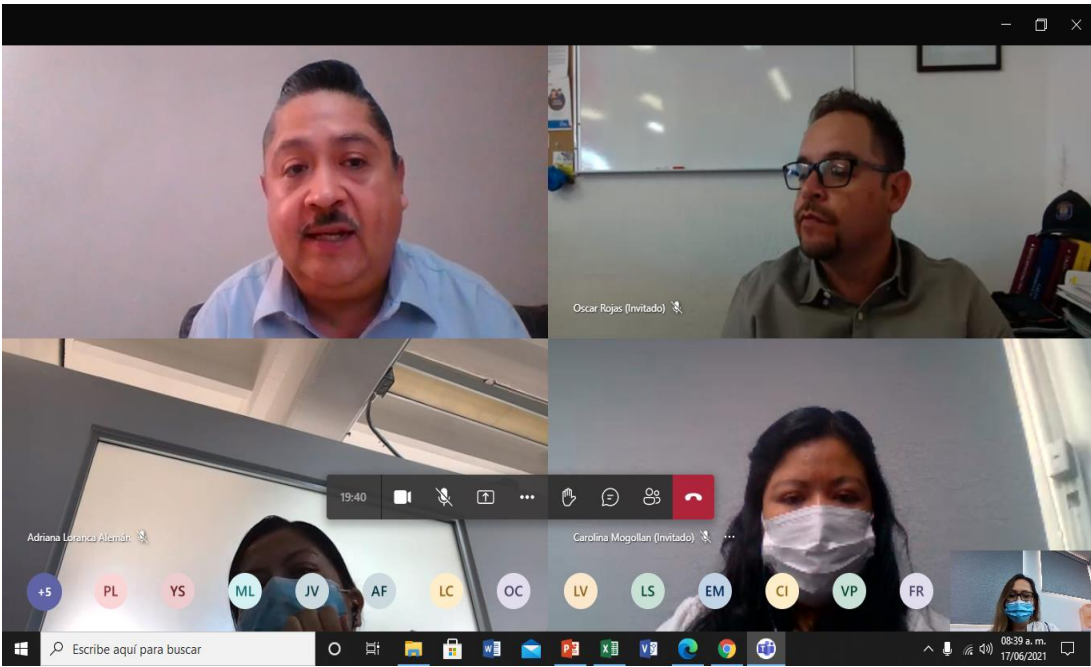 Oscar Rojas (Invitado)
19:40
Adriana Loranca Alemán
Carolina Mogollan (Invitado)
+5
PL
YS
ML
JV
AF
LC
OC
LV
LS
EM
CI
VP
FR
Escribe aquí para buscar
08:39 a. m.
17/06/2021